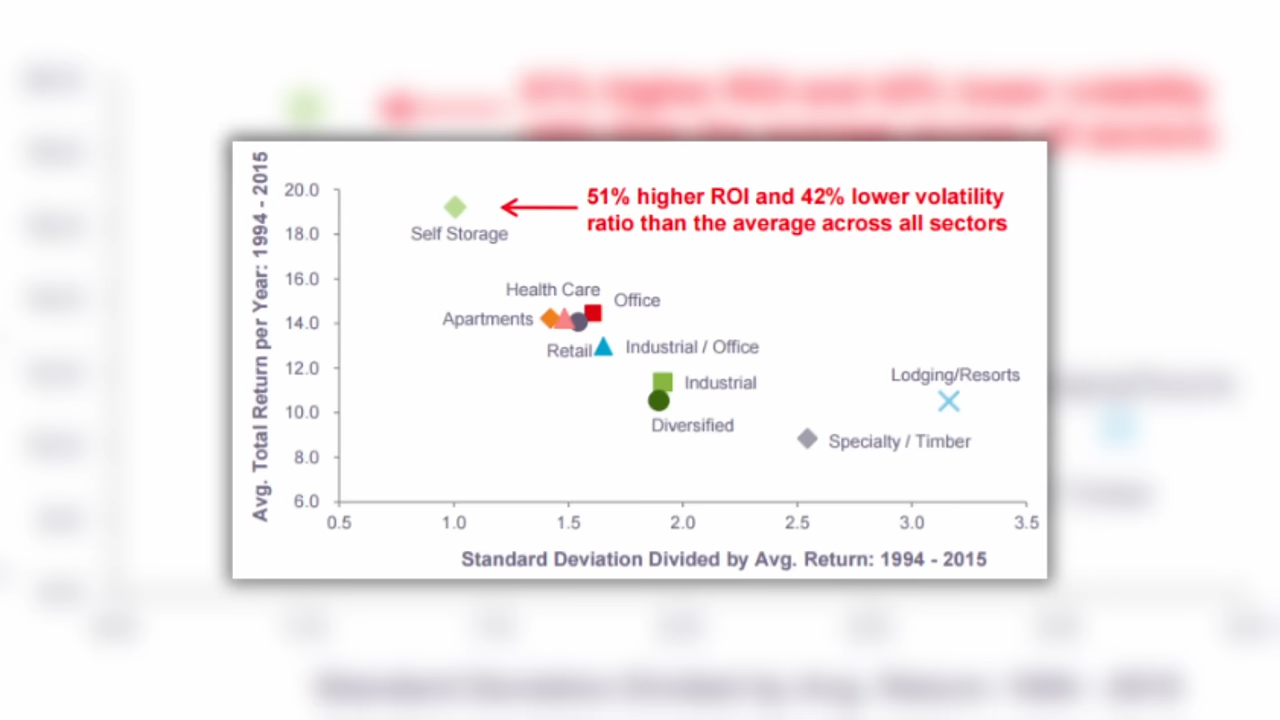 51% higher ROI and 42% lower volatility
ratio than the average across all sectors
Avg. Total Return per Year: 1994 - 2015
20.0
18.0
16.0
14.0
12.0
10.0
8.0
6.0
Self Storage
Health Care
Office
Apartments
Retail
Industrial / Office
Industrial
Lodging/Resorts
Diversified
Specialty / Timber
0.5 1.0 1.5 2.0 2.5 3.0 3.5
Standard Deviation Divided by Avg. Return: 1994 - 2015